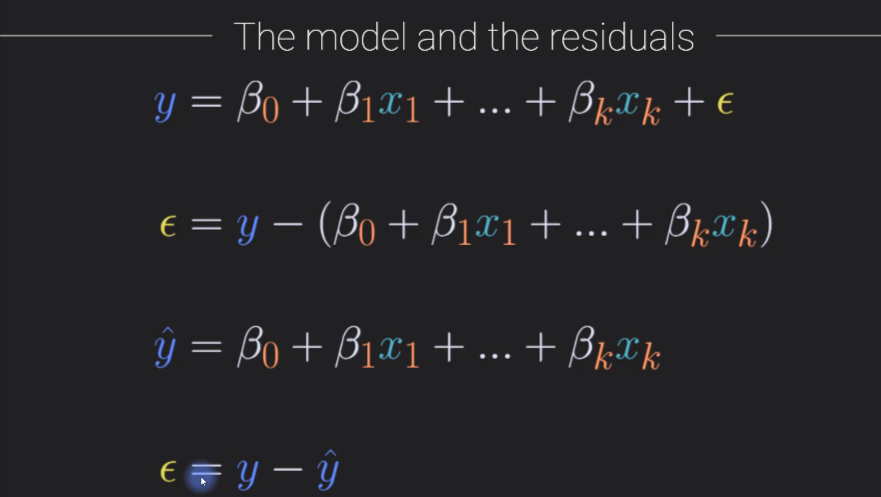 The model and the residuals
y = β₀ + β₁x₁ + ... + βₖxₖ + ϵ
ϵ = y − (β₀ + β₁x₁ + ... + βₖxₖ)
ŷ = β₀ + β₁x₁ + ... + βₖxₖ
ϵ = y − ŷ